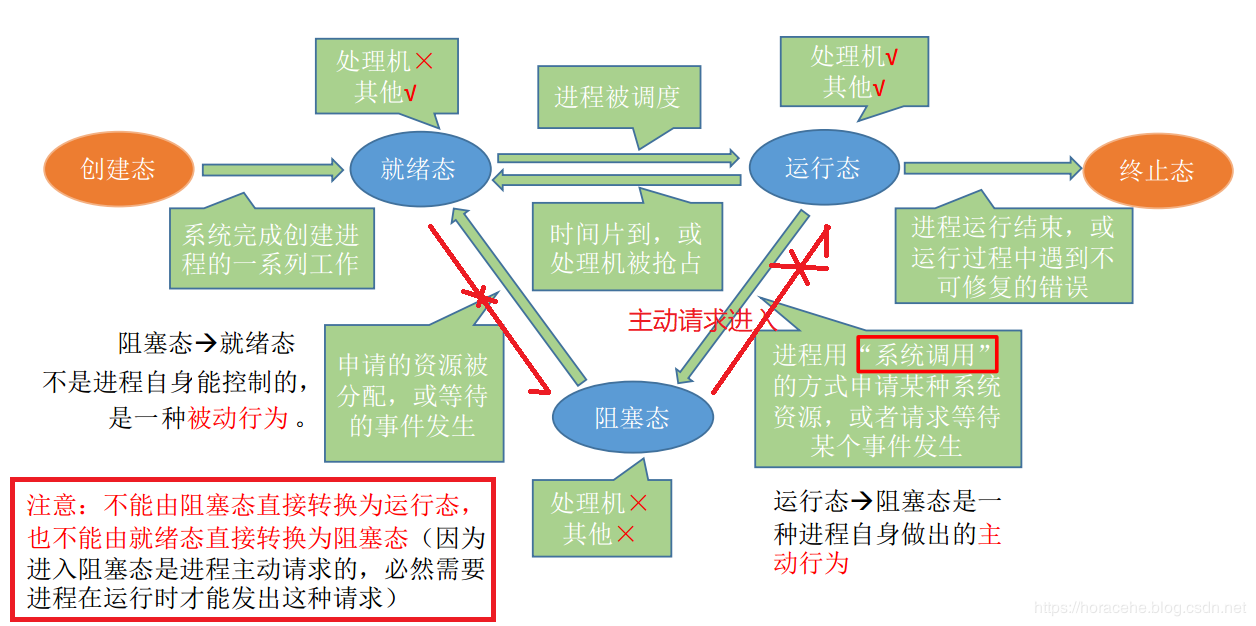 处理机×
其他√
进程被调度
处理机√
其他√
创建态
就绪态
运行态
终止态
系统完成创建进
程的一系列工作
时间片到，或
处理机被抢占
进程运行结束，或
运行过程中遇到不
可修复的错误
主动请求进入
阻塞态→就绪态
不是进程自身能控制的，
是一种被动行为。
申请的资源被
分配，或等待
的事件发生
进程用“系统调用”
的方式申请某种系统
资源，或者请求等待
某个事件发生
阻塞态
处理机×
其他×
运行态→阻塞态是一
种进程自身做出的主
动行为
注意：不能由阻塞态直接转换为运行态，
也不能由就绪态直接转换为阻塞态（因为
进入阻塞态是进程主动请求的，必然需要
进程在运行时才能发出这种请求）
https://horacehe.blog.csdn.net